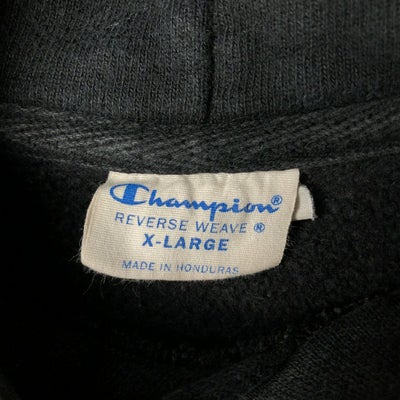 Champion®
REVERSE WEAVE ®
X-LARGE
MADE IN HONDURAS